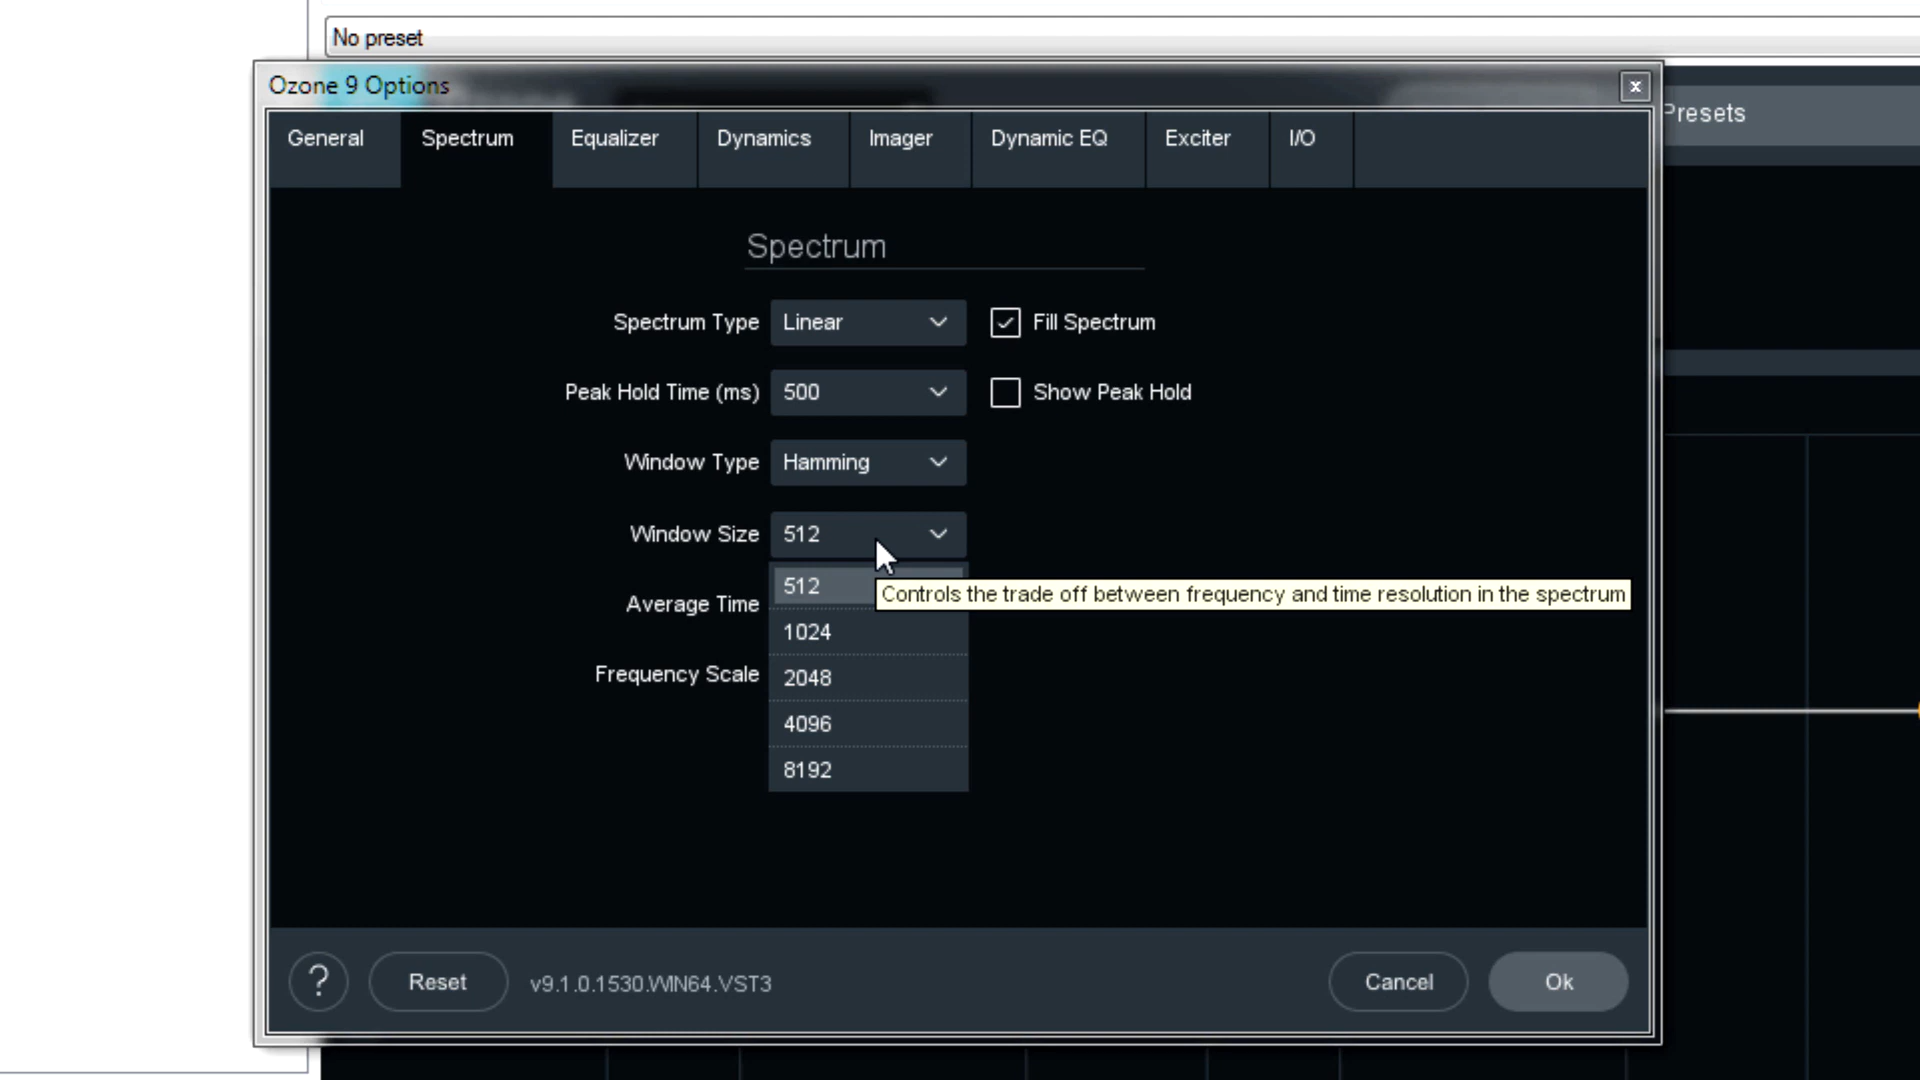 No preset
Ozone 9 Options
x
Presets
General Spectrum Equalizer Dynamics Imager Dynamic EQ Exciter I/O
Spectrum
Spectrum Type Linear Fill Spectrum
Peak Hold Time (ms) 500 Show Peak Hold
Window Type Hamming
Window Size 512
512
Controls the trade off between frequency and time resolution in the spectrum
Average Time
1024
Frequency Scale
2048
4096
8192
? Reset v9.1.0.1530.WIN64.VST3 Cancel Ok